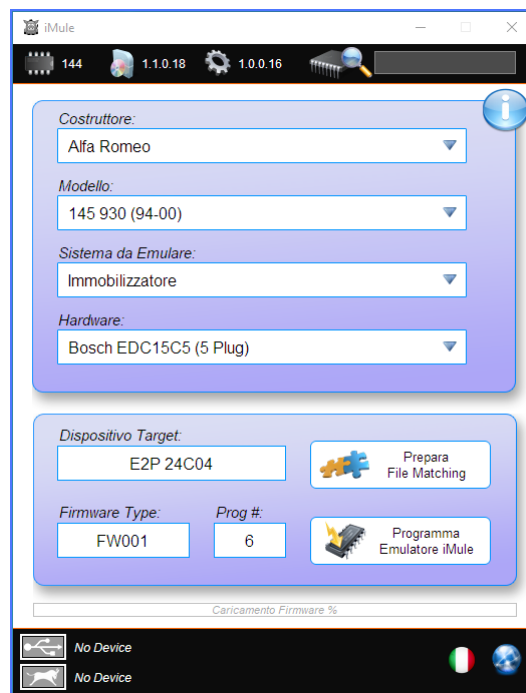 iMule
144 1.1.0.18 1.0.0.16
i
Costruttore:
Alfa Romeo
Modello:
145 930 (94-00)
Sistema da Emulare:
Immobilizzatore
Hardware:
Bosch EDC15C5 (5 Plug)
Dispositivo Target:
E2P 24C04
Prepara
File Matching
Firmware Type: Prog #:
FW001 6
Programma
Emulatore iMule
Caricamento Firmware %
No Device
No Device